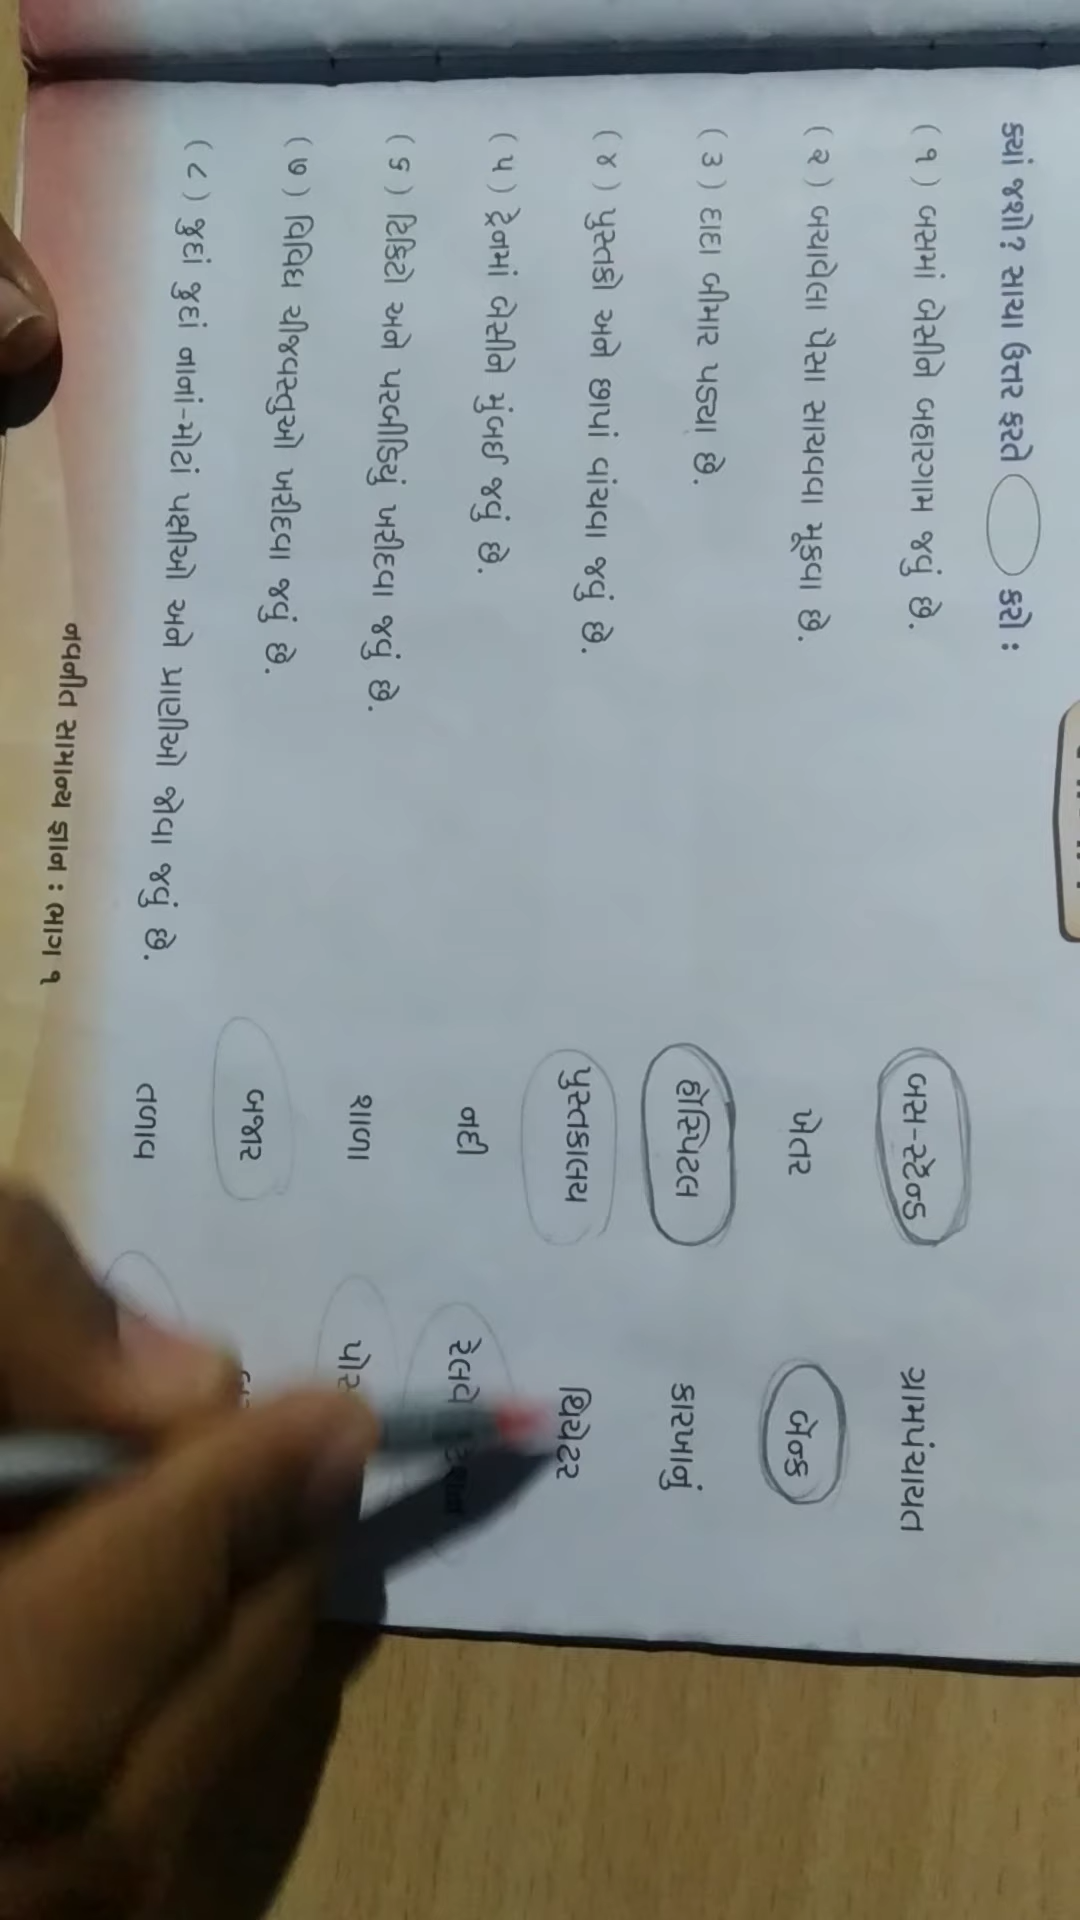 ક્યાં જશો? સાચા ઉત્તર ફરતે કરો :
(૧) બસમાં બેસીને બહારગામ જવું છે. બસ-સ્ટૅન્ડ ગ્રામપંચાયત
(૨) બચાવેલા પૈસા સાચવવા મૂકવા છે. ખેતર બૅન્ક
(૩) દાદા બીમાર પડ્યા છે. હૉસ્પિટલ કારખાનું
(૪) પુસ્તકો અને છાપાં વાંચવા જવું છે. પુસ્તકાલય થિયેટર
(૫) ટ્રેનમાં બેસીને મુંબઈ જવું છે. નદી રેલવે
(૬) ટિકિટો અને પરબીડિયું ખરીદવા જવું છે. શાળા
(૭) વિવિધ ચીજવસ્તુઓ ખરીદવા જવું છે. બજાર
(૮) જુદાં જુદાં નાનાં-મોટાં પક્ષીઓ અને પ્રાણીઓ જોવા જવું છે. તળાવ
નવનીત સામાન્ય જ્ઞાન : ભાગ ૧